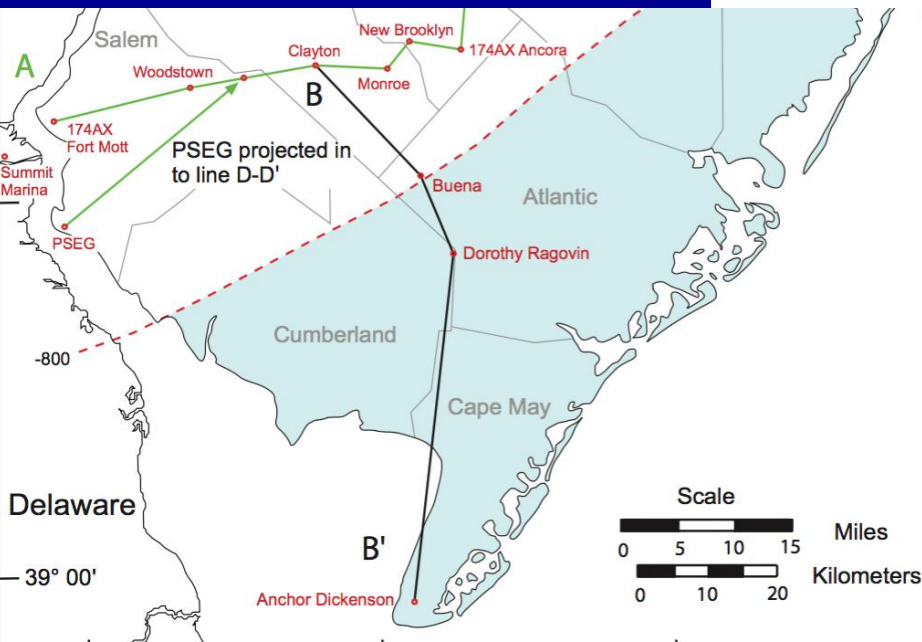 New Brooklyn
Salem
Clayton
174AX Ancora
A
Woodstown
Monroe
B
174AX
Fort Mott
PSEG projected in
to line D-D'
Summit
Marina
Buena
Atlantic
PSEG
Dorothy Ragovin
Cumberland
-800
Cape May
Delaware
Scale
Miles
0 5 10 15
B'
Kilometers
39° 00'
0 10 20
Anchor Dickenson